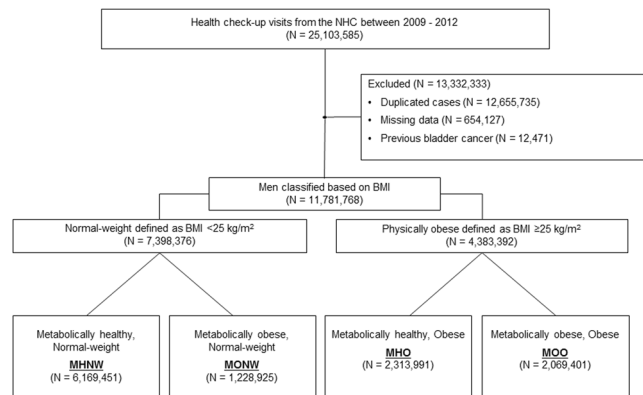 Health check-up visits from the NHC between 2009 - 2012
(N = 25,103,585)
Excluded (N = 13,332,333)
• Duplicated cases (N = 12,655,735)
• Missing data (N = 654,127)
• Previous bladder cancer (N = 12,471)
Men classified based on BMI
(N = 11,781,768)
Normal-weight defined as BMI <25 kg/m²
(N = 7,398,376)
Physically obese defined as BMI ≥25 kg/m²
(N = 4,383,392)
Metabolically healthy,
Normal-weight
MHNW
(N = 6,169,451)
Metabolically obese,
Normal-weight
MONW
(N = 1,228,925)
Metabolically healthy, Obese
MHO
(N = 2,313,991)
Metabolically obese, Obese
MOO
(N = 2,069,401)